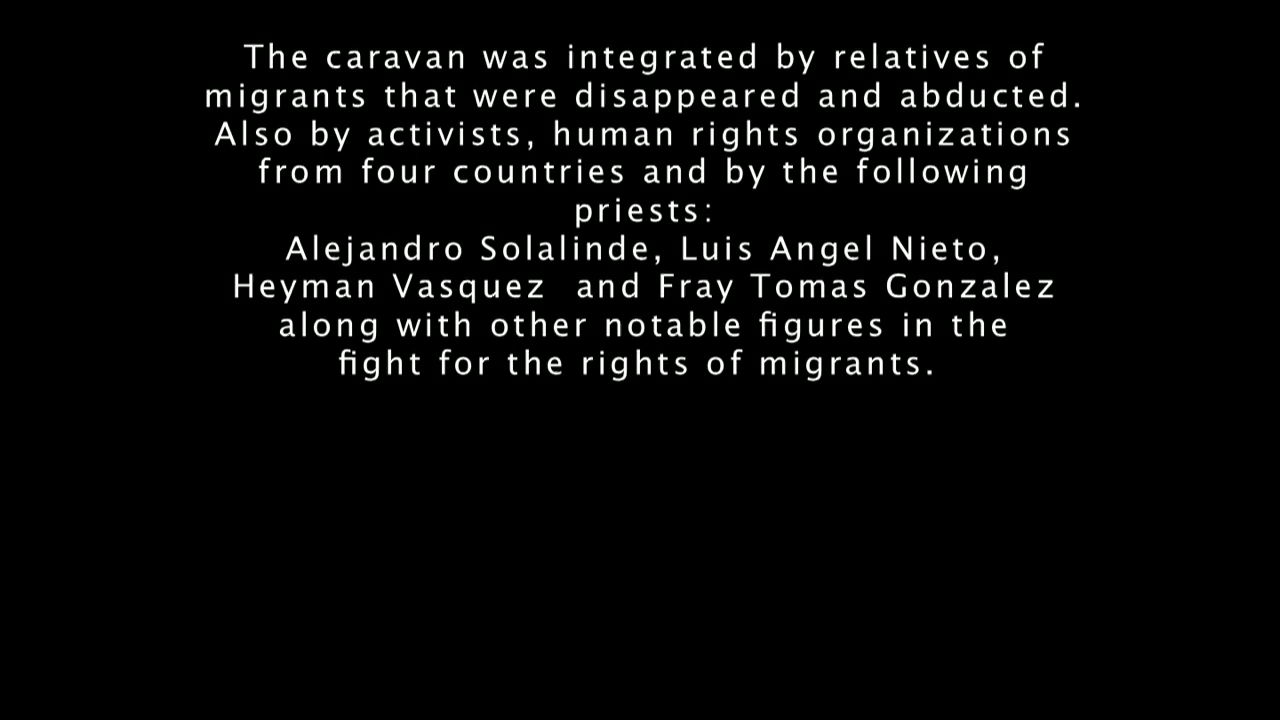 The caravan was integrated by relatives of
migrants that were disappeared and abducted.
Also by activists, human rights organizations
from four countries and by the following
priests:
Alejandro Solalinde, Luis Angel Nieto,
Heyman Vasquez  and Fray Tomas Gonzalez
along with other notable figures in the
fight for the rights of migrants.